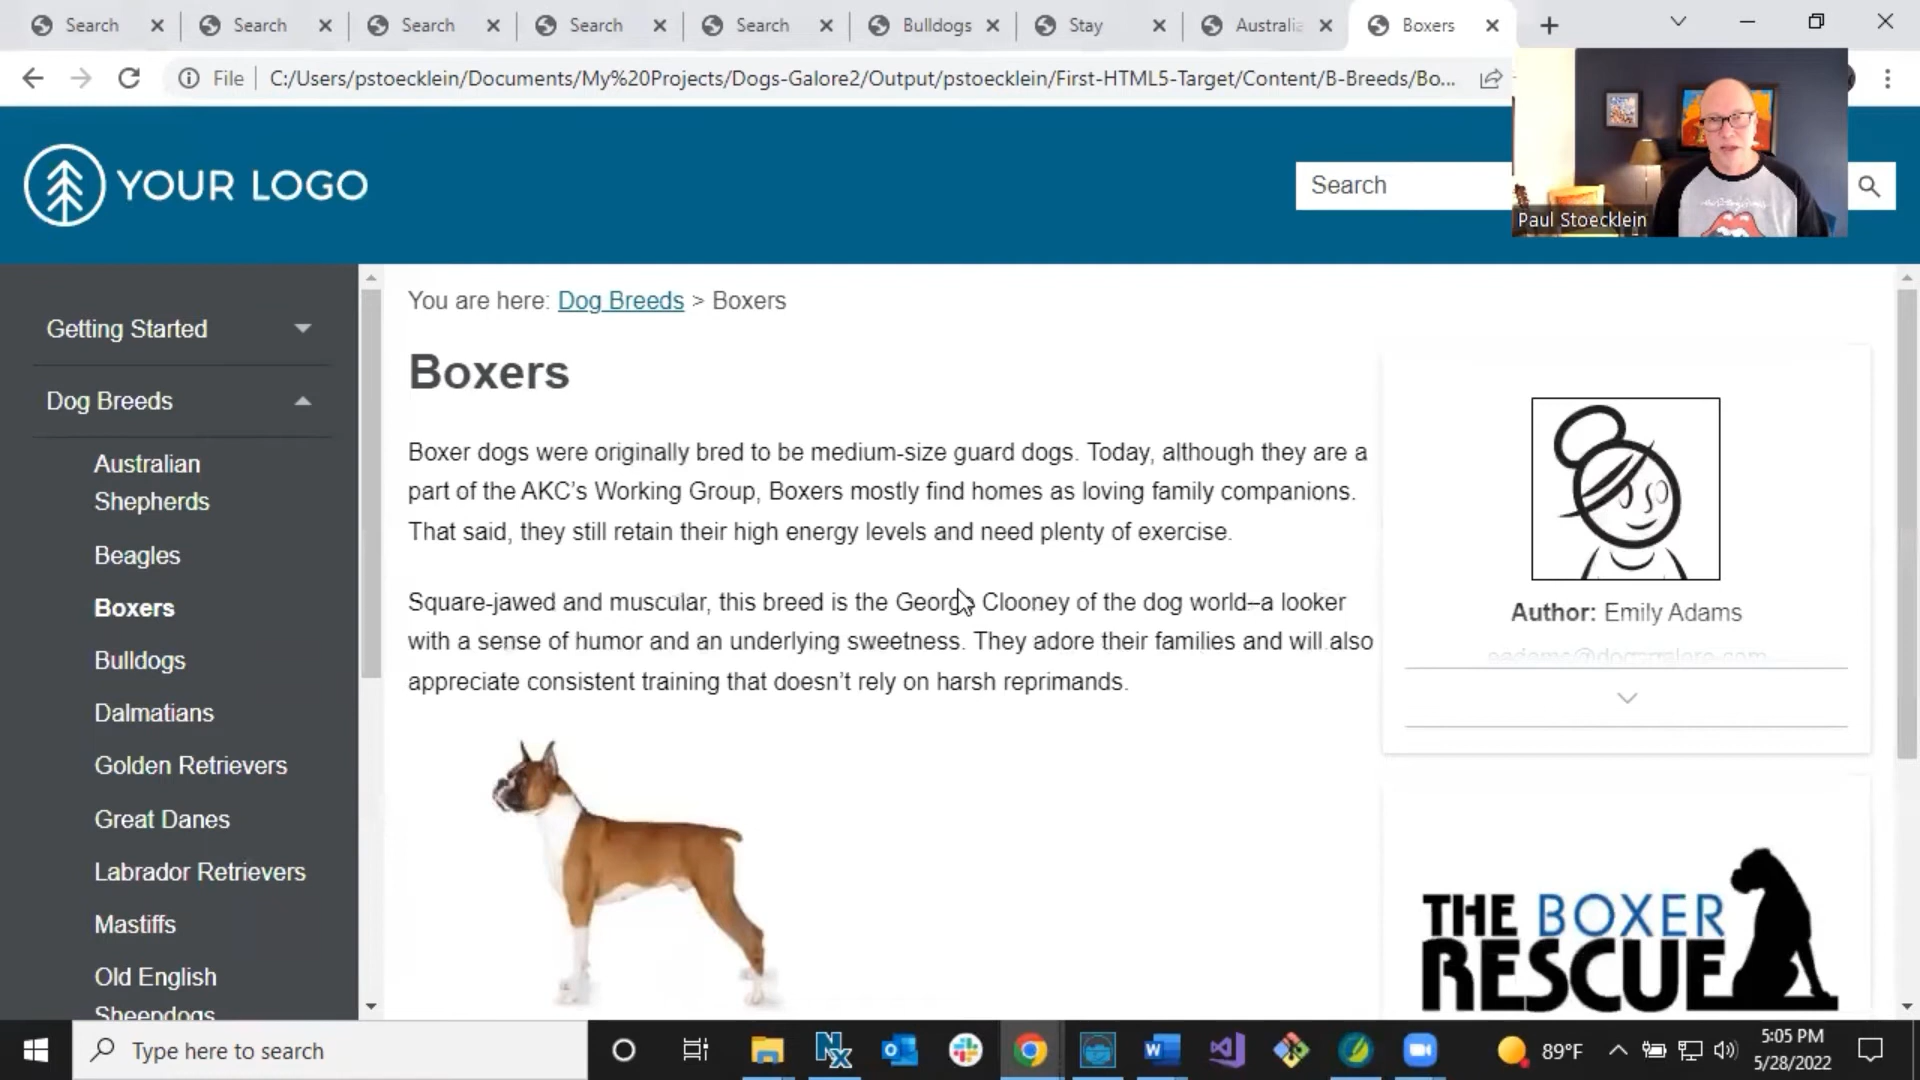 Search
Search
Search
Search
Search
Bulldogs
Stay
Australia
Boxers
File
C:/Users/pstoecklein/Documents/My%20Projects/Dogs-Galore2/Output/pstoecklein/First-HTML5-Target/Content/B-Breeds/Bo...
YOUR LOGO
Search
Paul Stoecklein
Getting Started
Dog Breeds
Australian
Shepherds
Beagles
Boxers
Bulldogs
Dalmatians
Golden Retrievers
Great Danes
Labrador Retrievers
Mastiffs
Old English
Sheepdogs
You are here: Dog Breeds > Boxers
Boxers
Boxer dogs were originally bred to be medium-size guard dogs. Today, although they are a
part of the AKC’s Working Group, Boxers mostly find homes as loving family companions.
That said, they still retain their high energy levels and need plenty of exercise.
Square-jawed and muscular, this breed is the George Clooney of the dog world–a looker
with a sense of humor and an underlying sweetness. They adore their families and will also
appreciate consistent training that doesn’t rely on harsh reprimands.
Author: Emily Adams
THE BOXER
RESCUE
Type here to search
89°F
5:05 PM
5/28/2022